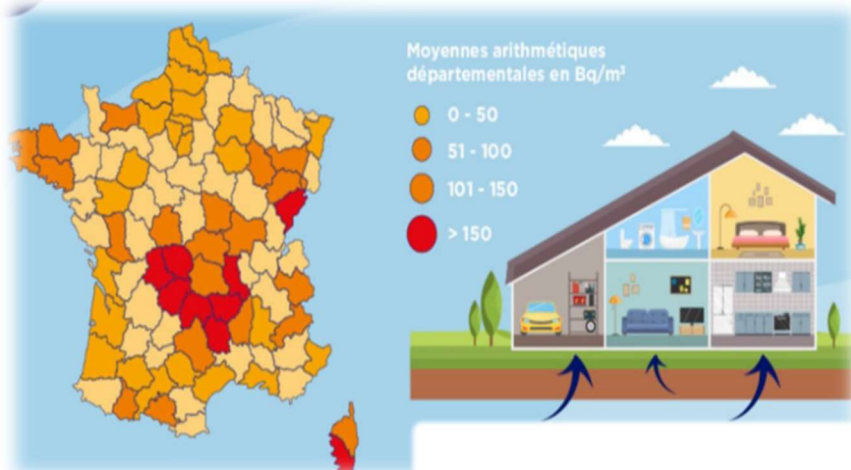 Moyennes arithmétiques
départementales en Bq/m³
0 - 50
51 - 100
101 - 150
> 150